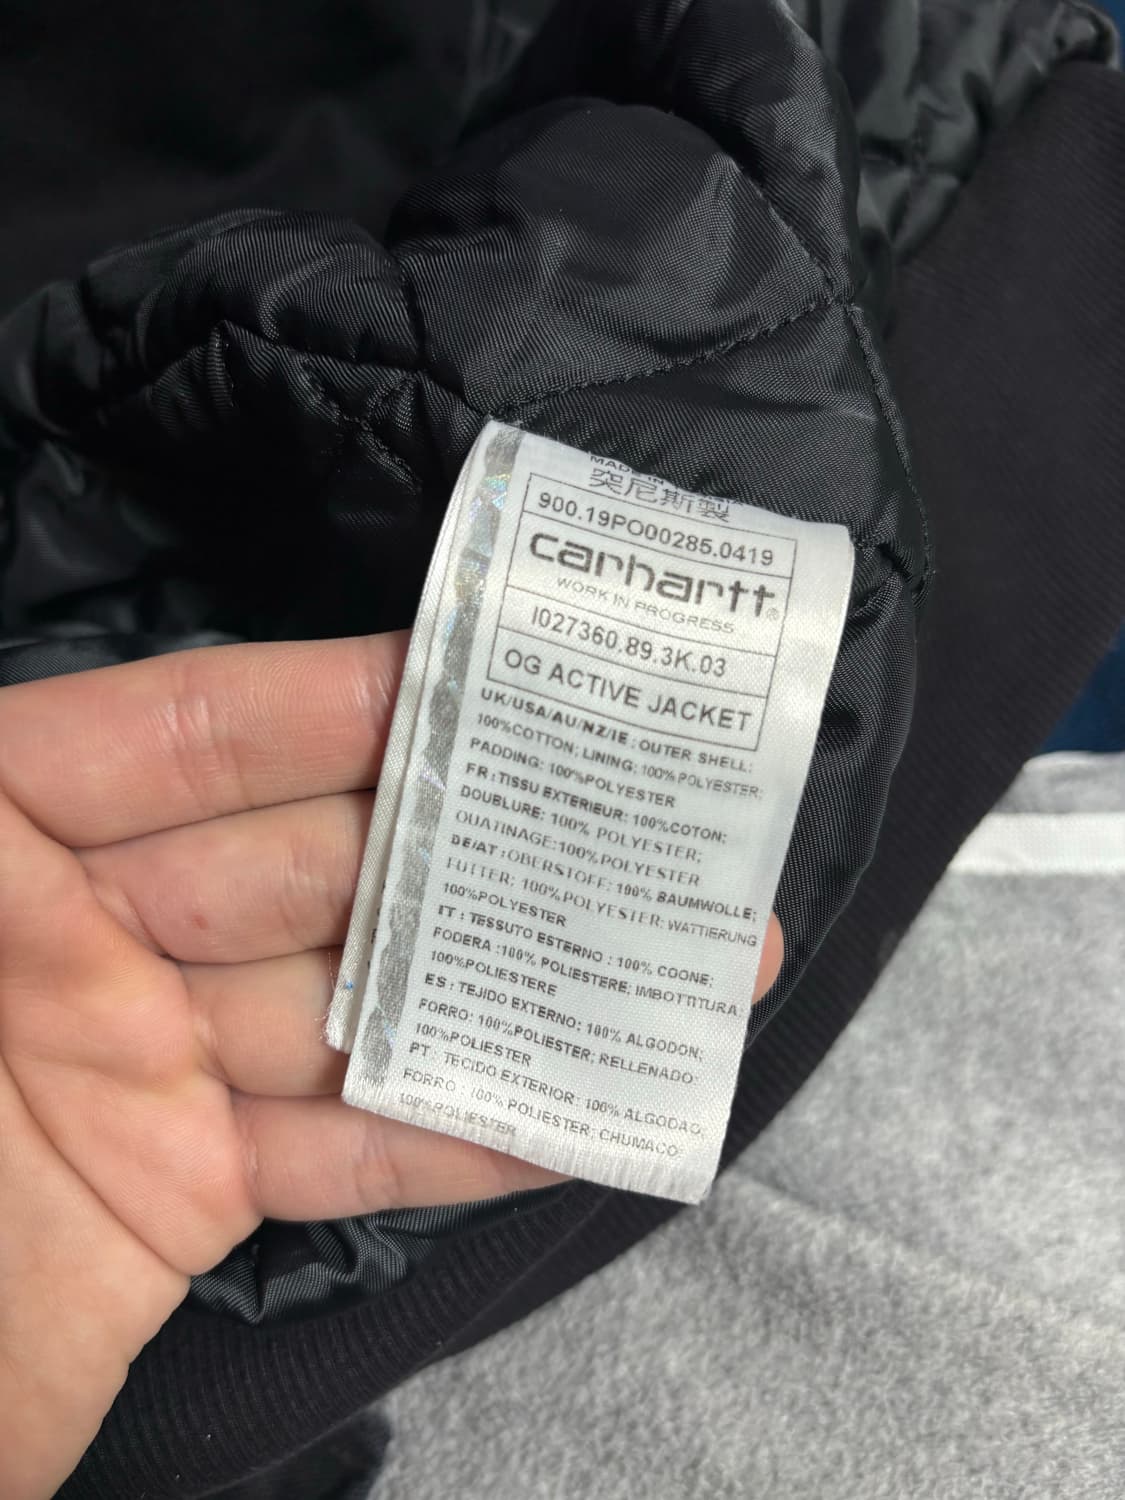 MADE IN
突尼斯製
900.19PO00285.0419
carhartt®
WORK IN PROGRESS
I027360.89.3K.03
OG ACTIVE JACKET
UK/USA/AU/NZ/IE : OUTER SHELL:
100%COTTON; LINING; 100% POLYESTER;
PADDING: 100%POLYESTER
FR : TISSU EXTERIEUR: 100%COTON;
DOUBLURE: 100% POLYESTER;
OUATINAGE:100%POLYESTER
DE/AT :OBERSTOFF: 100% BAUMWOLLE;
FUTTER: 100%POLYESTER; WATTIERUNG
100%POLYESTER
IT : TESSUTO ESTERNO : 100% COONE;
FODERA :100% POLIESTERE; IMBOTTITURA:
100%POLIESTERE
ES : TEJIDO EXTERNO; 100% ALGODON;
FORRO: 100%POLIESTER; RELLENADO:
100%POLIESTER
PT : TECIDO EXTERIOR: 100% ALGODAO,
FORRO : 100% POLIESTER; CHUMACO:
100%POLIESTER